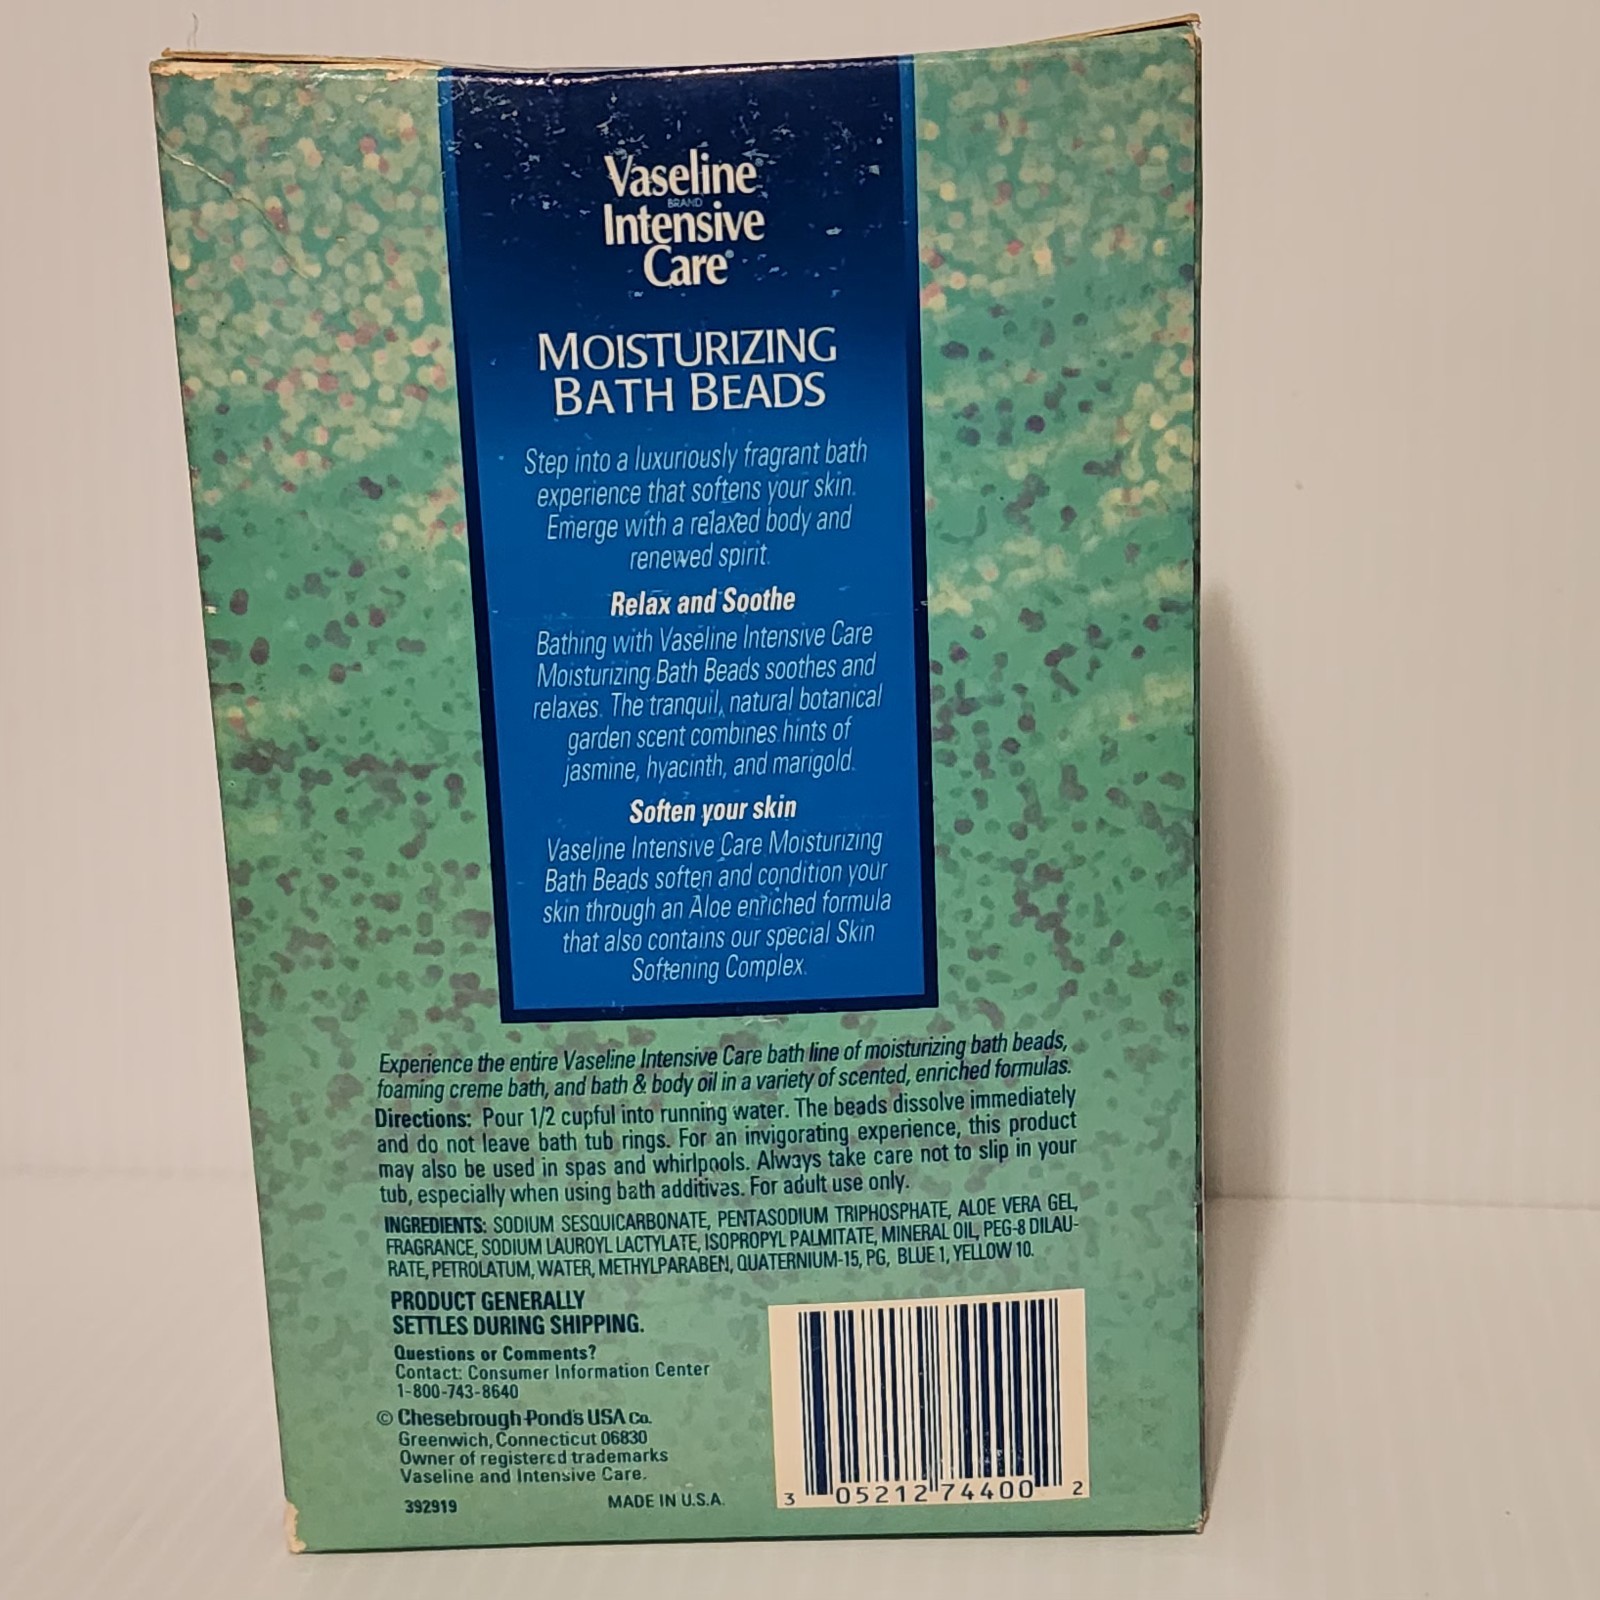 Vaseline®
BRAND
Intensive
Care®
MOISTURIZING
BATH BEADS
Step into a luxuriously fragrant bath
experience that softens your skin.
Emerge with a relaxed body and
renewed spirit.
Relax and Soothe
Bathing with Vaseline Intensive Care
Moisturizing Bath Beads soothes and
relaxes. The tranquil, natural botanical
garden scent combines hints of
jasmine, hyacinth, and marigold.
Soften your skin
Vaseline Intensive Care Moisturizing
Bath Beads soften and condition your
skin through an Aloe enriched formula
that also contains our special Skin
Softening Complex.
Experience the entire Vaseline Intensive Care bath line of moisturizing bath beads,
foaming creme bath, and bath & body oil in a variety of scented, enriched formulas.
Directions: Pour 1/2 cupful into running water. The beads dissolve immediately
and do not leave bath tub rings. For an invigorating experience, this product
may also be used in spas and whirlpools. Always take care not to slip in your
tub, especially when using bath additives. For adult use only.
INGREDIENTS: SODIUM SESQUICARBONATE, PENTASODIUM TRIPHOSPHATE, ALOE VERA GEL,
FRAGRANCE, SODIUM LAUROYL LACTYLATE, ISOPROPYL PALMITATE, MINERAL OIL, PEG-8 DILAU-
RATE, PETROLATUM, WATER, METHYLPARABEN, QUATERNIUM-15, PG, BLUE 1, YELLOW 10.
PRODUCT GENERALLY
SETTLES DURING SHIPPING.
Questions or Comments?
Contact: Consumer Information Center
1-800-743-8640
© Chesebrough-Pond's USA Co.
Greenwich, Connecticut 06830
Owner of registered trademarks
Vaseline and Intensive Care.
392919 MADE IN U.S.A.
3 05212 74400 2